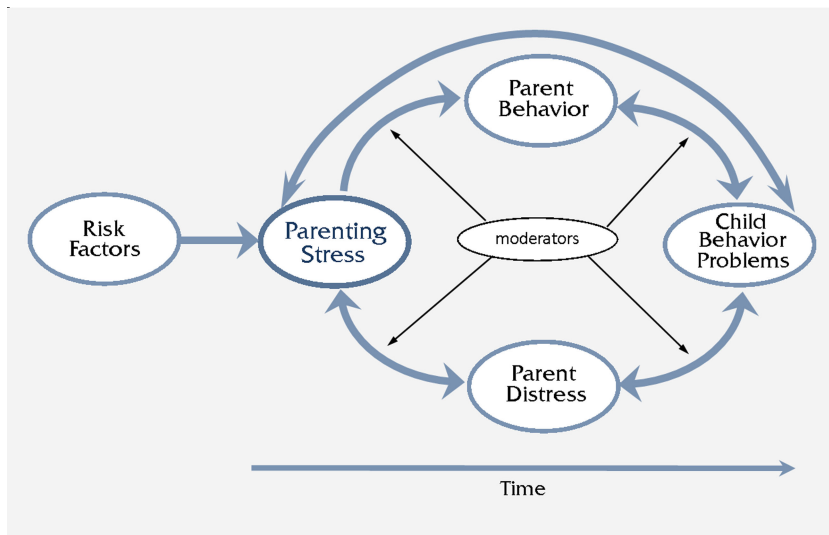 Parent
Behavior
Risk
Factors
Parenting
Stress
moderators
Child
Behavior
Problems
Parent
Distress
Time